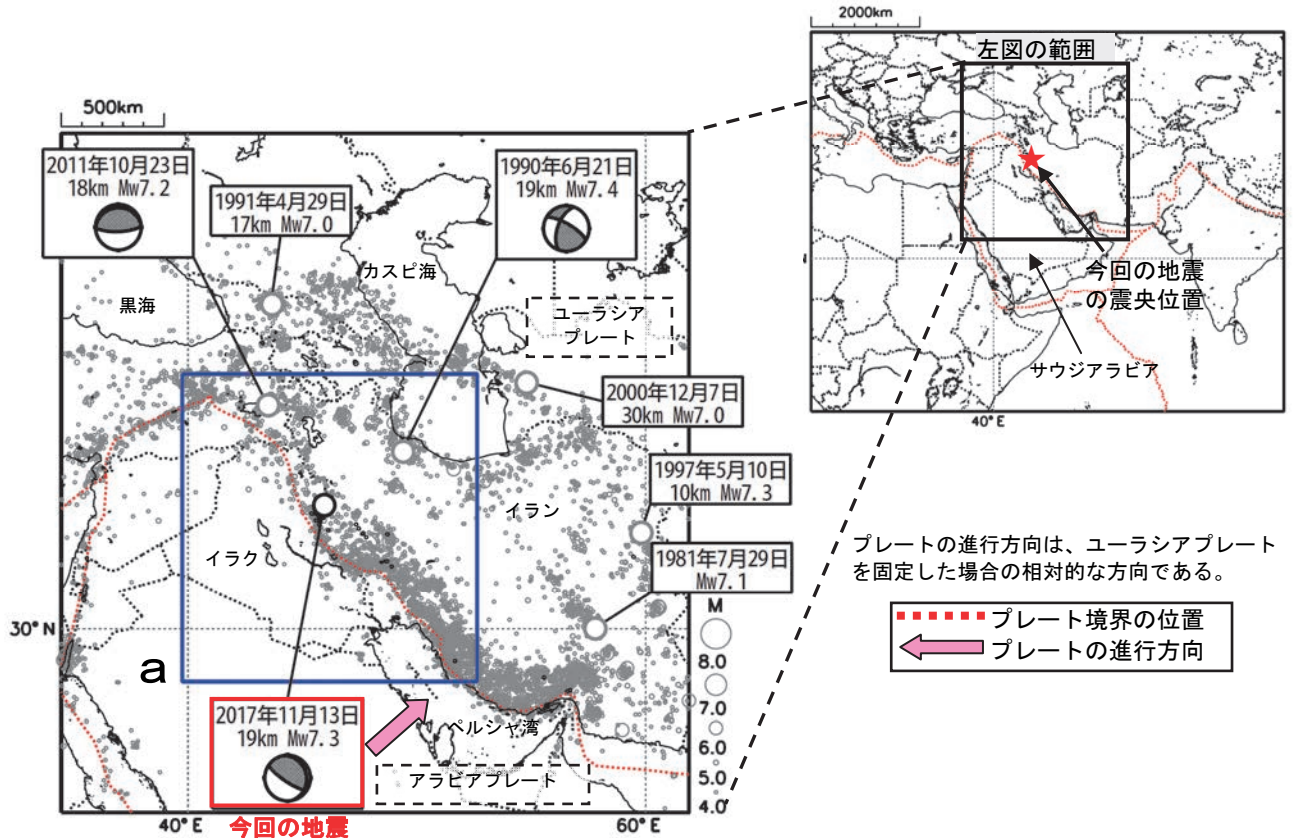 500km
2011年10月23日
18km Mw7.2
1991年4月29日
17km Mw7.0
1990年6月21日
19km Mw7.4
黒海
カスピ海
ユーラシア
プレート
2000年12月7日
30km Mw7.0
1997年5月10日
10km Mw7.3
イラン
イラク
1981年7月29日
Mw7.1
30°N
a
M
8.0
7.0
6.0
5.0
4.0
2017年11月13日
19km Mw7.3
ペルシャ湾
アラビアプレート
40°E
60°E
今回の地震
2000km
左図の範囲
今回の地震
の震央位置
サウジアラビア
40°E
プレートの進行方向は、ユーラシアプレート
を固定した場合の相対的な方向である。
プレート境界の位置
プレートの進行方向